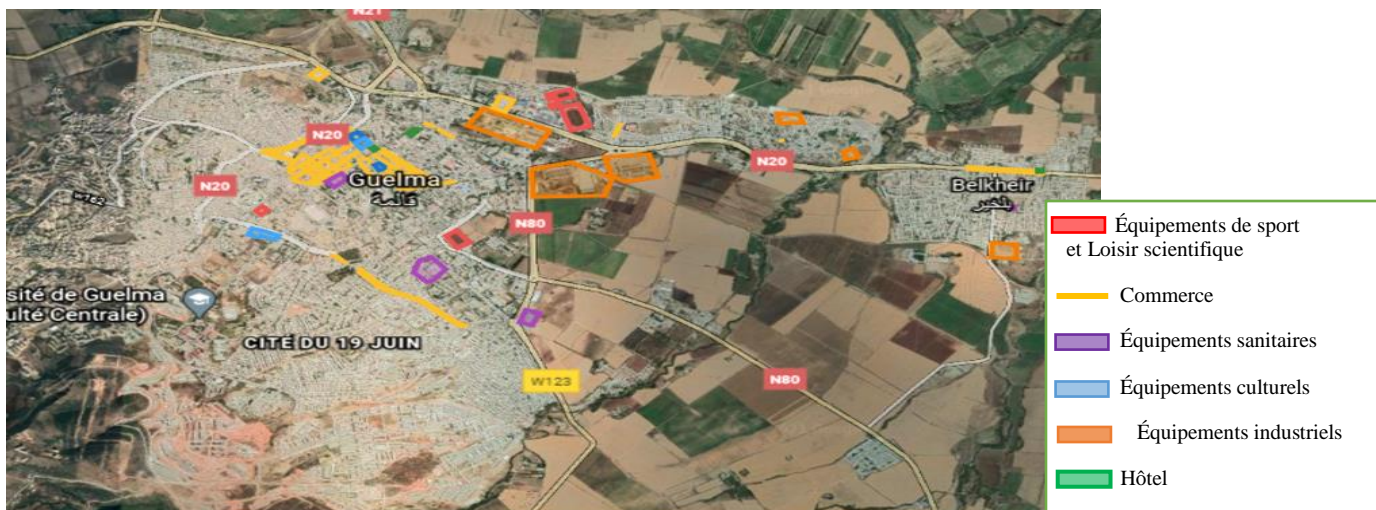 N21
N20
N20
Guelma
قالمة
W162
N20
Belkheir
بلخير
N80
sité de Guelma
ulté Centrale)
CITÉ DU 19 JUIN
W123
N80
Équipements de sport
et Loisir scientifique
Commerce
Équipements sanitaires
Équipements culturels
Équipements industriels
Hôtel